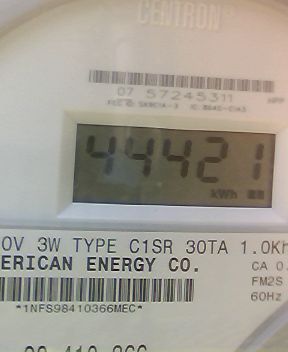 CENTRON
07 57245311 HPP
44421
kWh
0V 3W TYPE C1SR 30TA 1.0Kh
ERICAN ENERGY CO.
CA 0.
FM2S
60Hz
*1NFS98410366MEC*